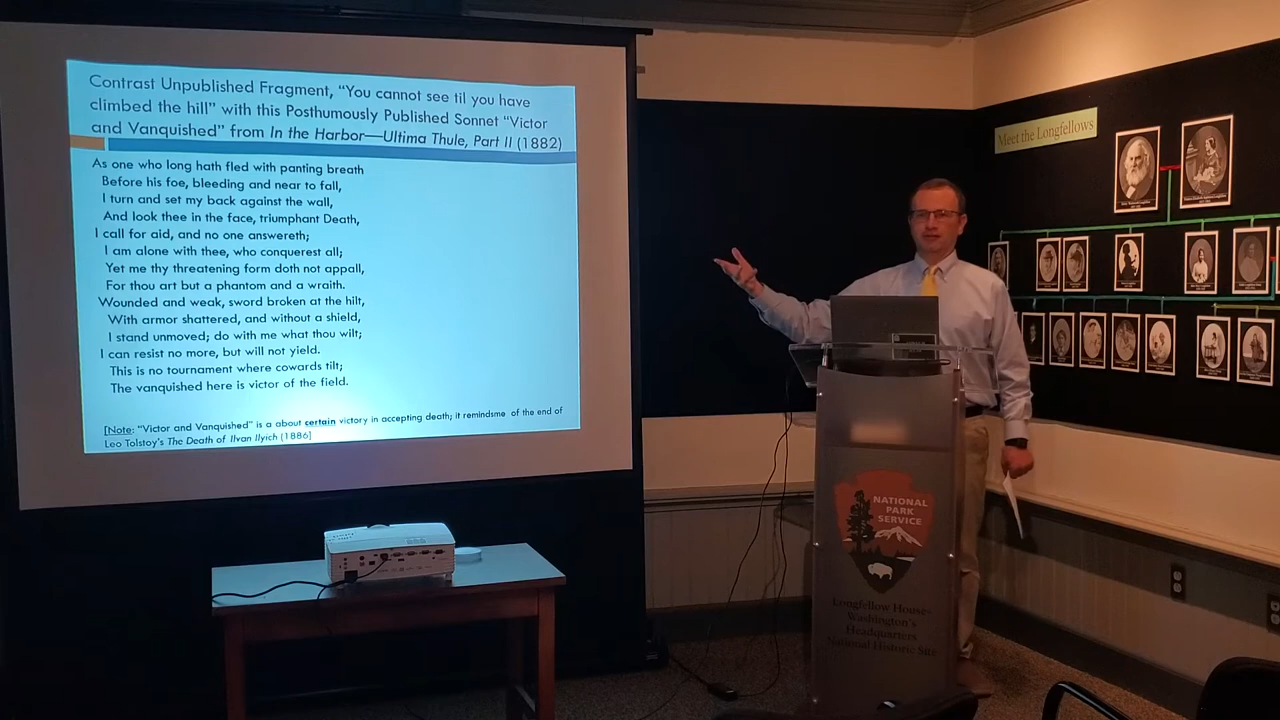 Contrast Unpublished Fragment, “You cannot see til you have
climbed the hill” with this Posthumously Published Sonnet “Victor
and Vanquished” from In the Harbor—Ultima Thule, Part II (1882)
As one who long hath fled with panting breath
Before his foe, bleeding and near to fall,
I turn and set my back against the wall,
And look thee in the face, triumphant Death,
I call for aid, and no one answereth;
I am alone with thee, who conquerest all;
Yet me thy threatening form doth not appall,
For thou art but a phantom and a wraith.
Wounded and weak, sword broken at the hilt,
With armor shattered, and without a shield,
I stand unmoved; do with me what thou wilt;
I can resist no more, but will not yield.
This is no tournament where cowards tilt;
The vanquished here is victor of the field.
[Note: “Victor and Vanquished” is a about certain victory in accepting death; it remindsme of the end of
Leo Tolstoy's The Death of Ilvan Ilyich (1886]
Meet the Longfellows
NATIONAL
PARK
SERVICE
Longfellow House-
Washington's
Headquarters
National Historic Site